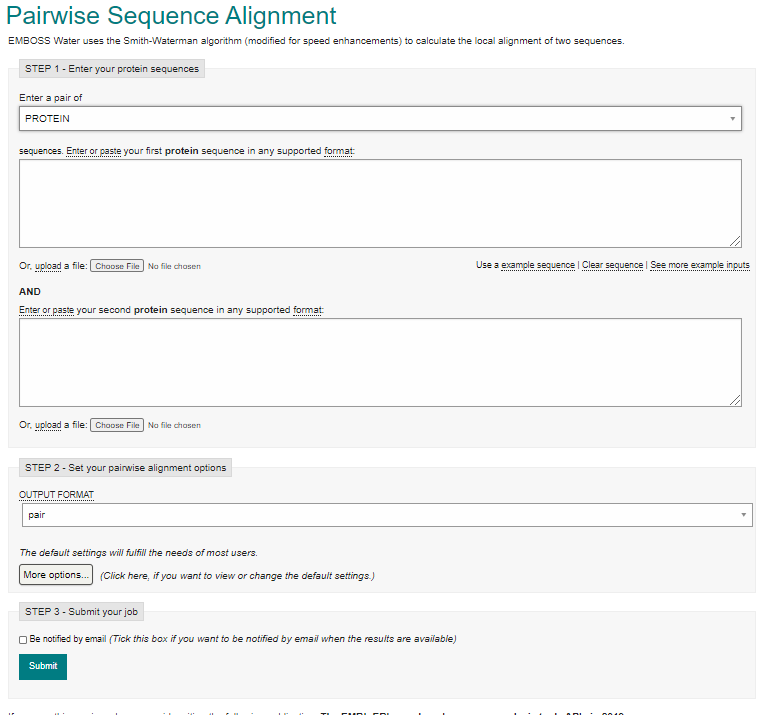 Pairwise Sequence Alignment
EMBOSS Water uses the Smith-Waterman algorithm (modified for speed enhancements) to calculate the local alignment of two sequences.
STEP 1 - Enter your protein sequences
Enter a pair of
PROTEIN
sequences. Enter or paste your first protein sequence in any supported format:
Or, upload a file: Choose File No file chosen
Use a example sequence | Clear sequence | See more example inputs
AND
Enter or paste your second protein sequence in any supported format:
Or, upload a file: Choose File No file chosen
STEP 2 - Set your pairwise alignment options
OUTPUT FORMAT
pair
The default settings will fulfill the needs of most users.
More options... (Click here, if you want to view or change the default settings.)
STEP 3 - Submit your job
Be notified by email (Tick this box if you want to be notified by email when the results are available)
Submit